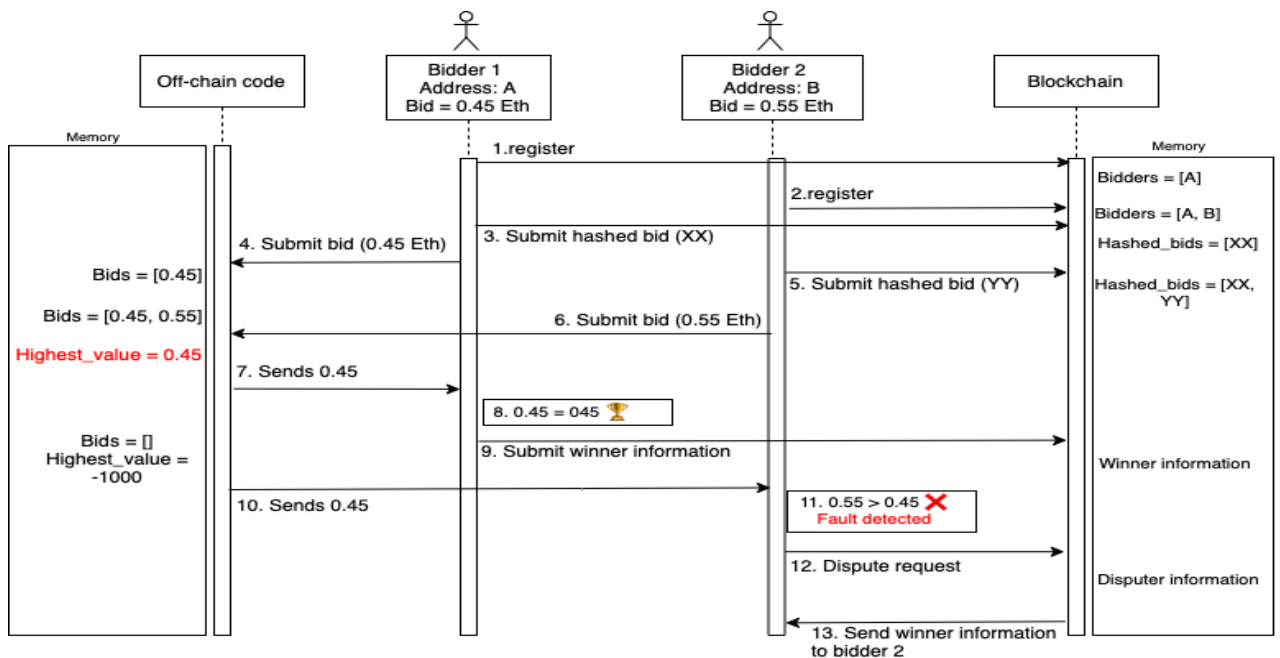 Off-chain code
Bidder 1
Address: A
Bid = 0.45 Eth
Bidder 2
Address: B
Bid = 0.55 Eth
Blockchain
Memory
Memory
1.register
Bidders = [A]
2.register
Bidders = [A, B]
3. Submit hashed bid (XX)
Hashed_bids = [XX]
4. Submit bid (0.45 Eth)
Bids = [0.45]
5. Submit hashed bid (YY)
Hashed_bids = [XX,
YY]
Bids = [0.45, 0.55]
6. Submit bid (0.55 Eth)
Highest_value = 0.45
7. Sends 0.45
8. 0.45 = 045
Bids = []
Highest_value =
-1000
9. Submit winner information
Winner information
10. Sends 0.45
11. 0.55 > 0.45
Fault detected
12. Dispute request
Disputer information
13. Send winner information
to bidder 2